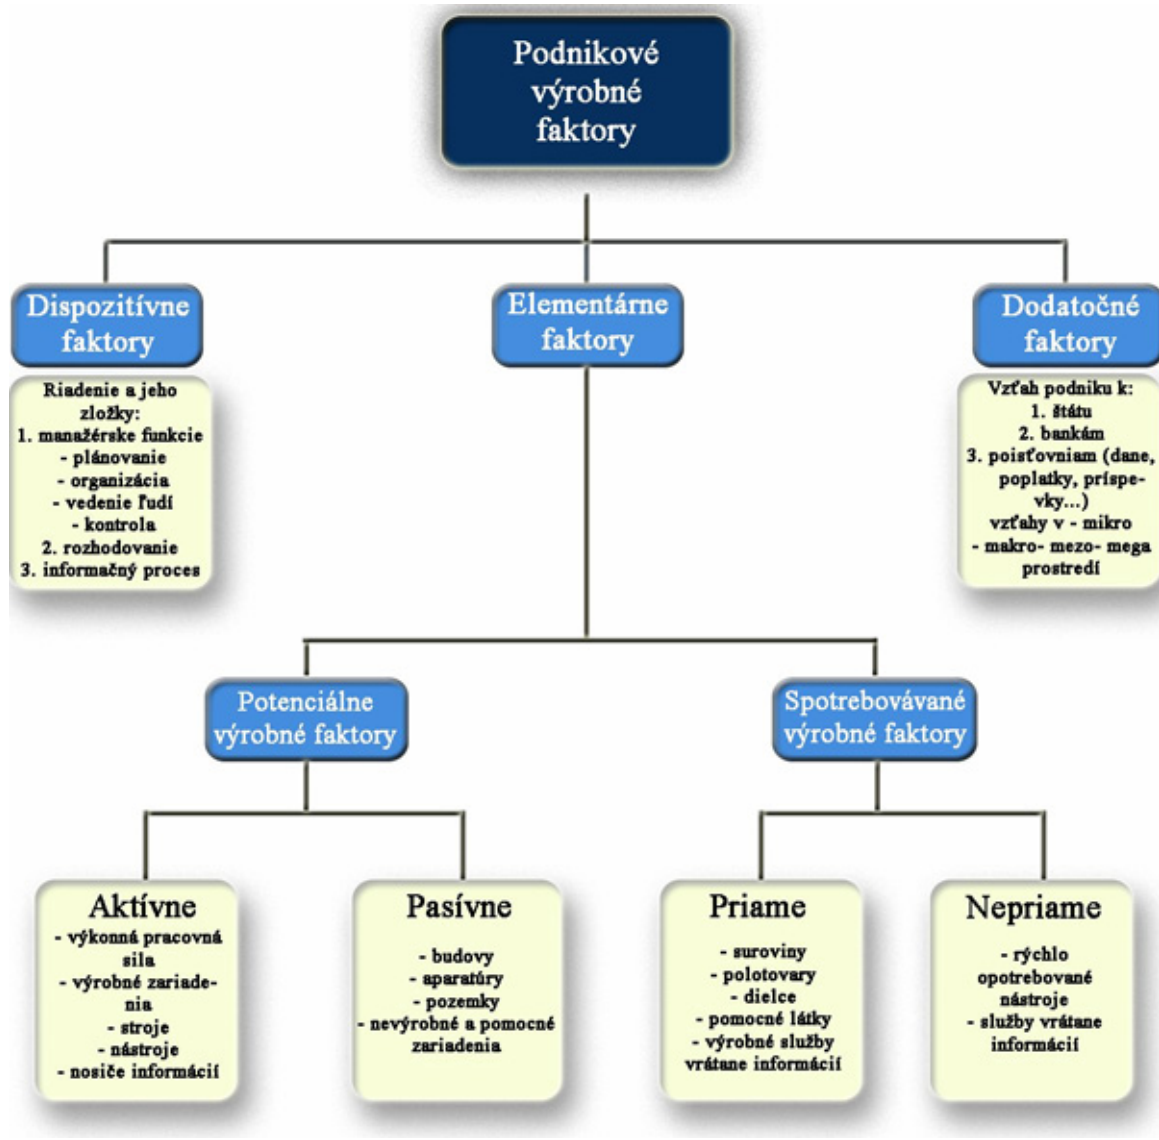 Podnikové
výrobné
faktory
Dispozitívne
faktory
Elementárne
faktory
Dodatočné
faktory
Riadenie a jeho
zložky:
1. manažérske funkcie
- plánovanie
- organizácia
- vedenie ľudí
- kontrola
2. rozhodovanie
3. informačný proces
Vzťah podniku k:
1. štátu
2. bankám
3. poisťovniam (dane,
poplatky, príspe-
vky...)
vzťahy v - mikro
- makro- mezo- mega
prostredí
Potenciálne
výrobné faktory
Spotrebovávané
výrobné faktory
Aktívne
- výkonná pracovná
sila
- výrobné zariade-
nia
- stroje
- nástroje
- nosiče informácií
Pasívne
- budovy
- aparatúry
- pozemky
- nevýrobné a pomocné
zariadenia
Priame
- suroviny
- polotovary
- dielce
- pomocné látky
- výrobné služby
vrátane informácií
Nepriame
- rýchlo
opotrebované
nástroje
- služby vrátane
informácií